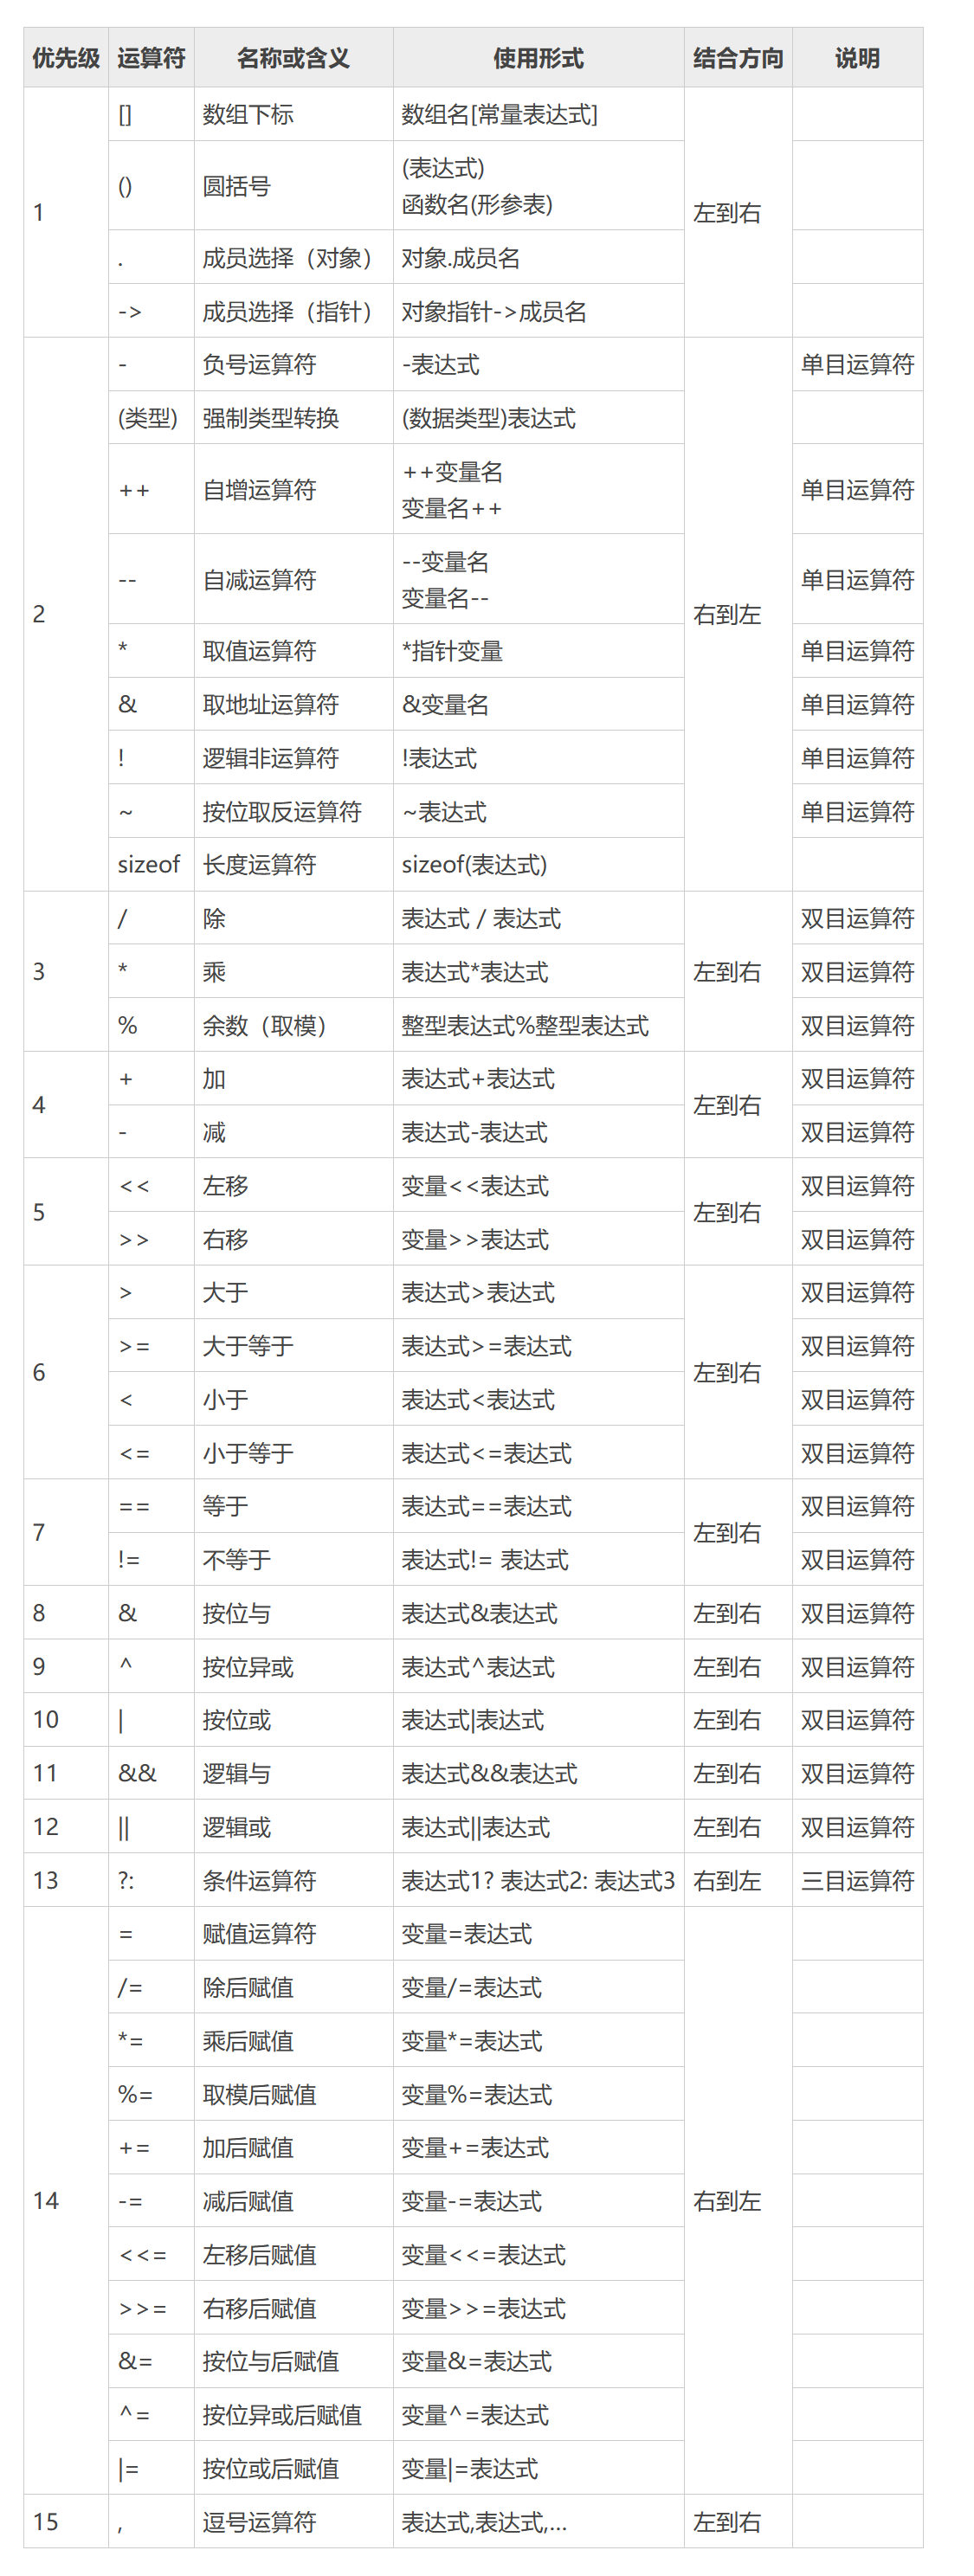 优先级 运算符 名称或含义 使用形式 结合方向 说明
1 [] 数组下标 数组名[常量表达式] 左到右
() 圆括号 (表达式)
函数名(形参表)
. 成员选择（对象） 对象.成员名
-> 成员选择（指针） 对象指针->成员名
2 - 负号运算符 -表达式 右到左 单目运算符
(类型) 强制类型转换 (数据类型)表达式
++ 自增运算符 ++变量名 单目运算符
变量名++
-- 自减运算符 --变量名 单目运算符
变量名--
* 取值运算符 *指针变量 单目运算符
& 取地址运算符 &变量名 单目运算符
! 逻辑非运算符 !表达式 单目运算符
~ 按位取反运算符 ~表达式 单目运算符
sizeof 长度运算符 sizeof(表达式)
3 / 除 表达式 / 表达式 左到右 双目运算符
* 乘 表达式*表达式 双目运算符
% 余数（取模） 整型表达式%整型表达式 双目运算符
4 + 加 表达式+表达式 左到右 双目运算符
- 减 表达式-表达式 双目运算符
5 << 左移 变量<<表达式 左到右 双目运算符
>> 右移 变量>>表达式 双目运算符
6 > 大于 表达式>表达式 左到右 双目运算符
>= 大于等于 表达式>=表达式 双目运算符
< 小于 表达式<表达式 双目运算符
<= 小于等于 表达式<=表达式 双目运算符
7 == 等于 表达式==表达式 左到右 双目运算符
!= 不等于 表达式!= 表达式 双目运算符
8 & 按位与 表达式&表达式 左到右 双目运算符
9 ^ 按位异或 表达式^表达式 左到右 双目运算符
10 | 按位或 表达式|表达式 左到右 双目运算符
11 && 逻辑与 表达式&&表达式 左到右 双目运算符
12 || 逻辑或 表达式||表达式 左到右 双目运算符
13 ?: 条件运算符 表达式1? 表达式2: 表达式3 右到左 三目运算符
14 = 赋值运算符 变量=表达式 右到左
/= 除后赋值 变量/=表达式
*= 乘后赋值 变量*=表达式
%= 取模后赋值 变量%=表达式
+= 加后赋值 变量+=表达式
-= 减后赋值 变量-=表达式
<<= 左移后赋值 变量<<=表达式
>>= 右移后赋值 变量>>=表达式
&= 按位与后赋值 变量&=表达式
^= 按位异或后赋值 变量^=表达式
|= 按位或后赋值 变量|=表达式
15 , 逗号运算符 表达式,表达式,... 左到右